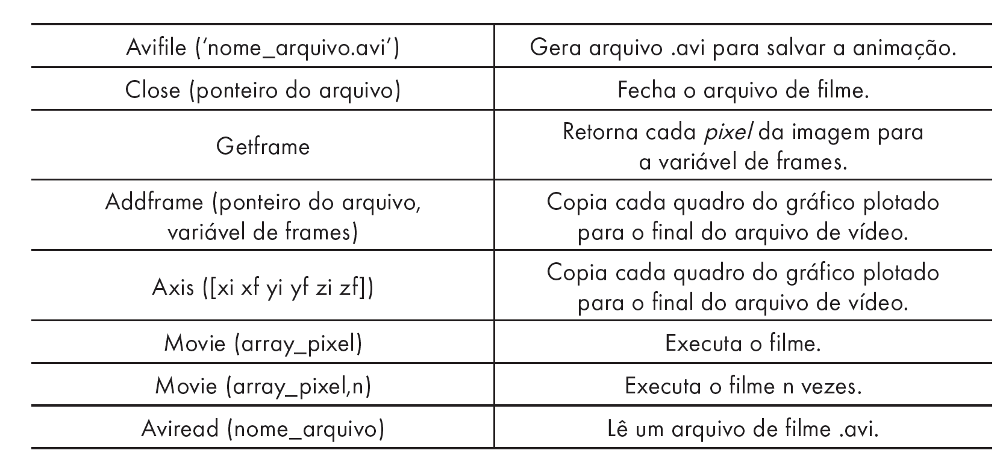 Avifile (‘nome_arquivo.avi’)
Gera arquivo .avi para salvar a animação.
Close (ponteiro do arquivo)
Fecha o arquivo de filme.
Getframe
Retorna cada pixel da imagem para
a variável de frames.
Addframe (ponteiro do arquivo,
variável de frames)
Copia cada quadro do gráfico plotado
para o final do arquivo de vídeo.
Axis ([xi xf yi yf zi zf])
Copia cada quadro do gráfico plotado
para o final do arquivo de vídeo.
Movie (array_pixel)
Executa o filme.
Movie (array_pixel,n)
Executa o filme n vezes.
Aviread (nome_arquivo)
Lê um arquivo de filme .avi.